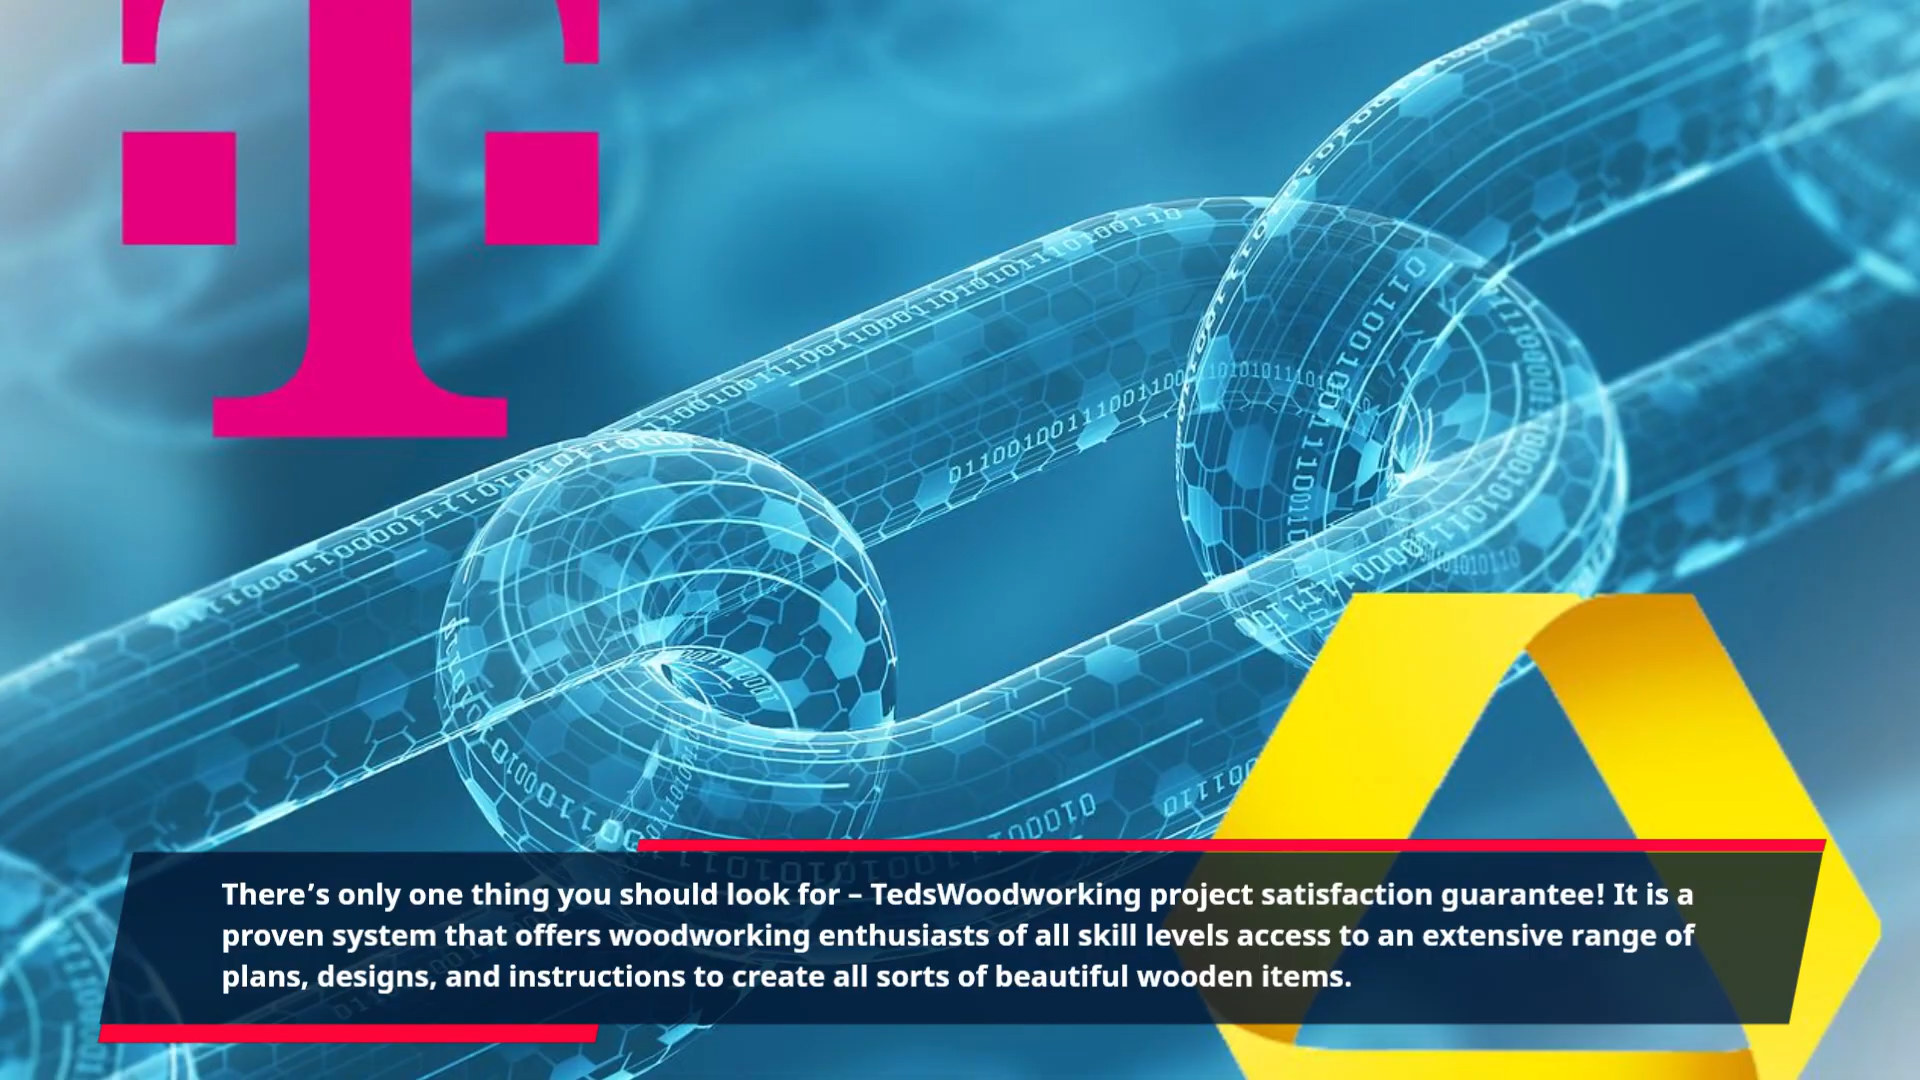 There’s only one thing you should look for – TedsWoodworking project satisfaction guarantee! It is a
proven system that offers woodworking enthusiasts of all skill levels access to an extensive range of
plans, designs, and instructions to create all sorts of beautiful wooden items.